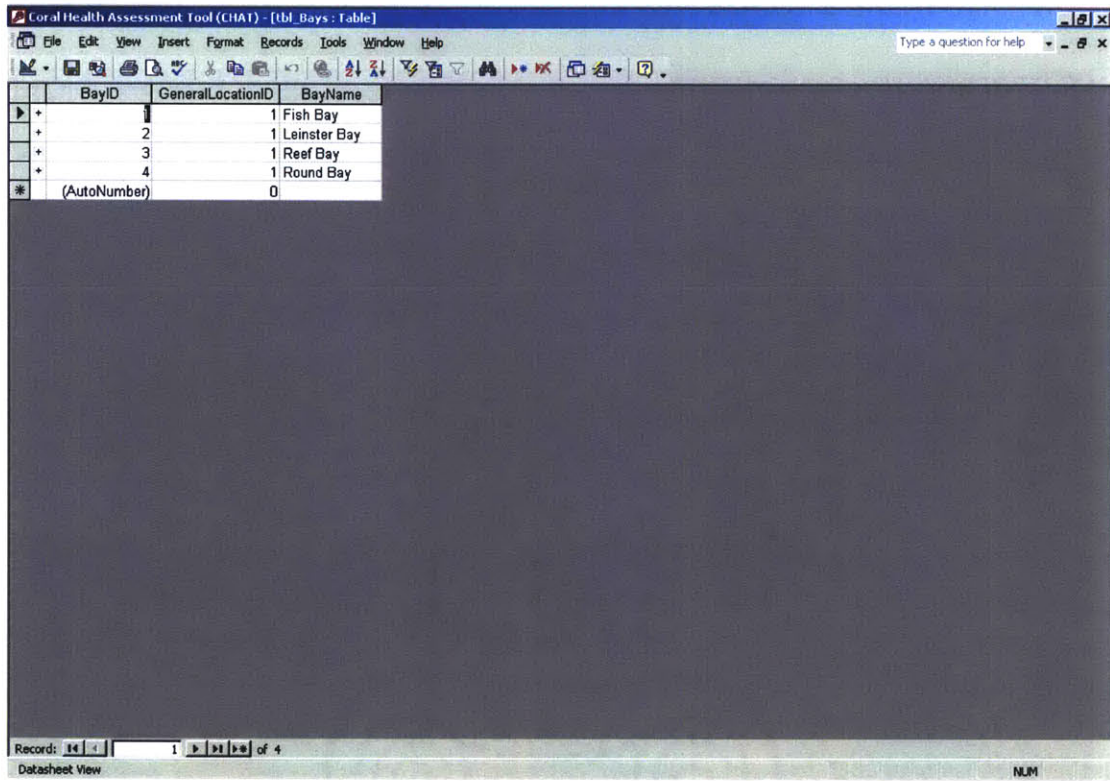 Coral Health Assessment Tool (CHAT) - [tbl_Bays : Table]
File Edit View Insert Format Records Tools Window Help Type a question for help
BayID GeneralLocationID BayName
1 1 Fish Bay
2 1 Leinster Bay
3 1 Reef Bay
4 1 Round Bay
(AutoNumber) 0
Record: 1 of 4
Datasheet View NUM